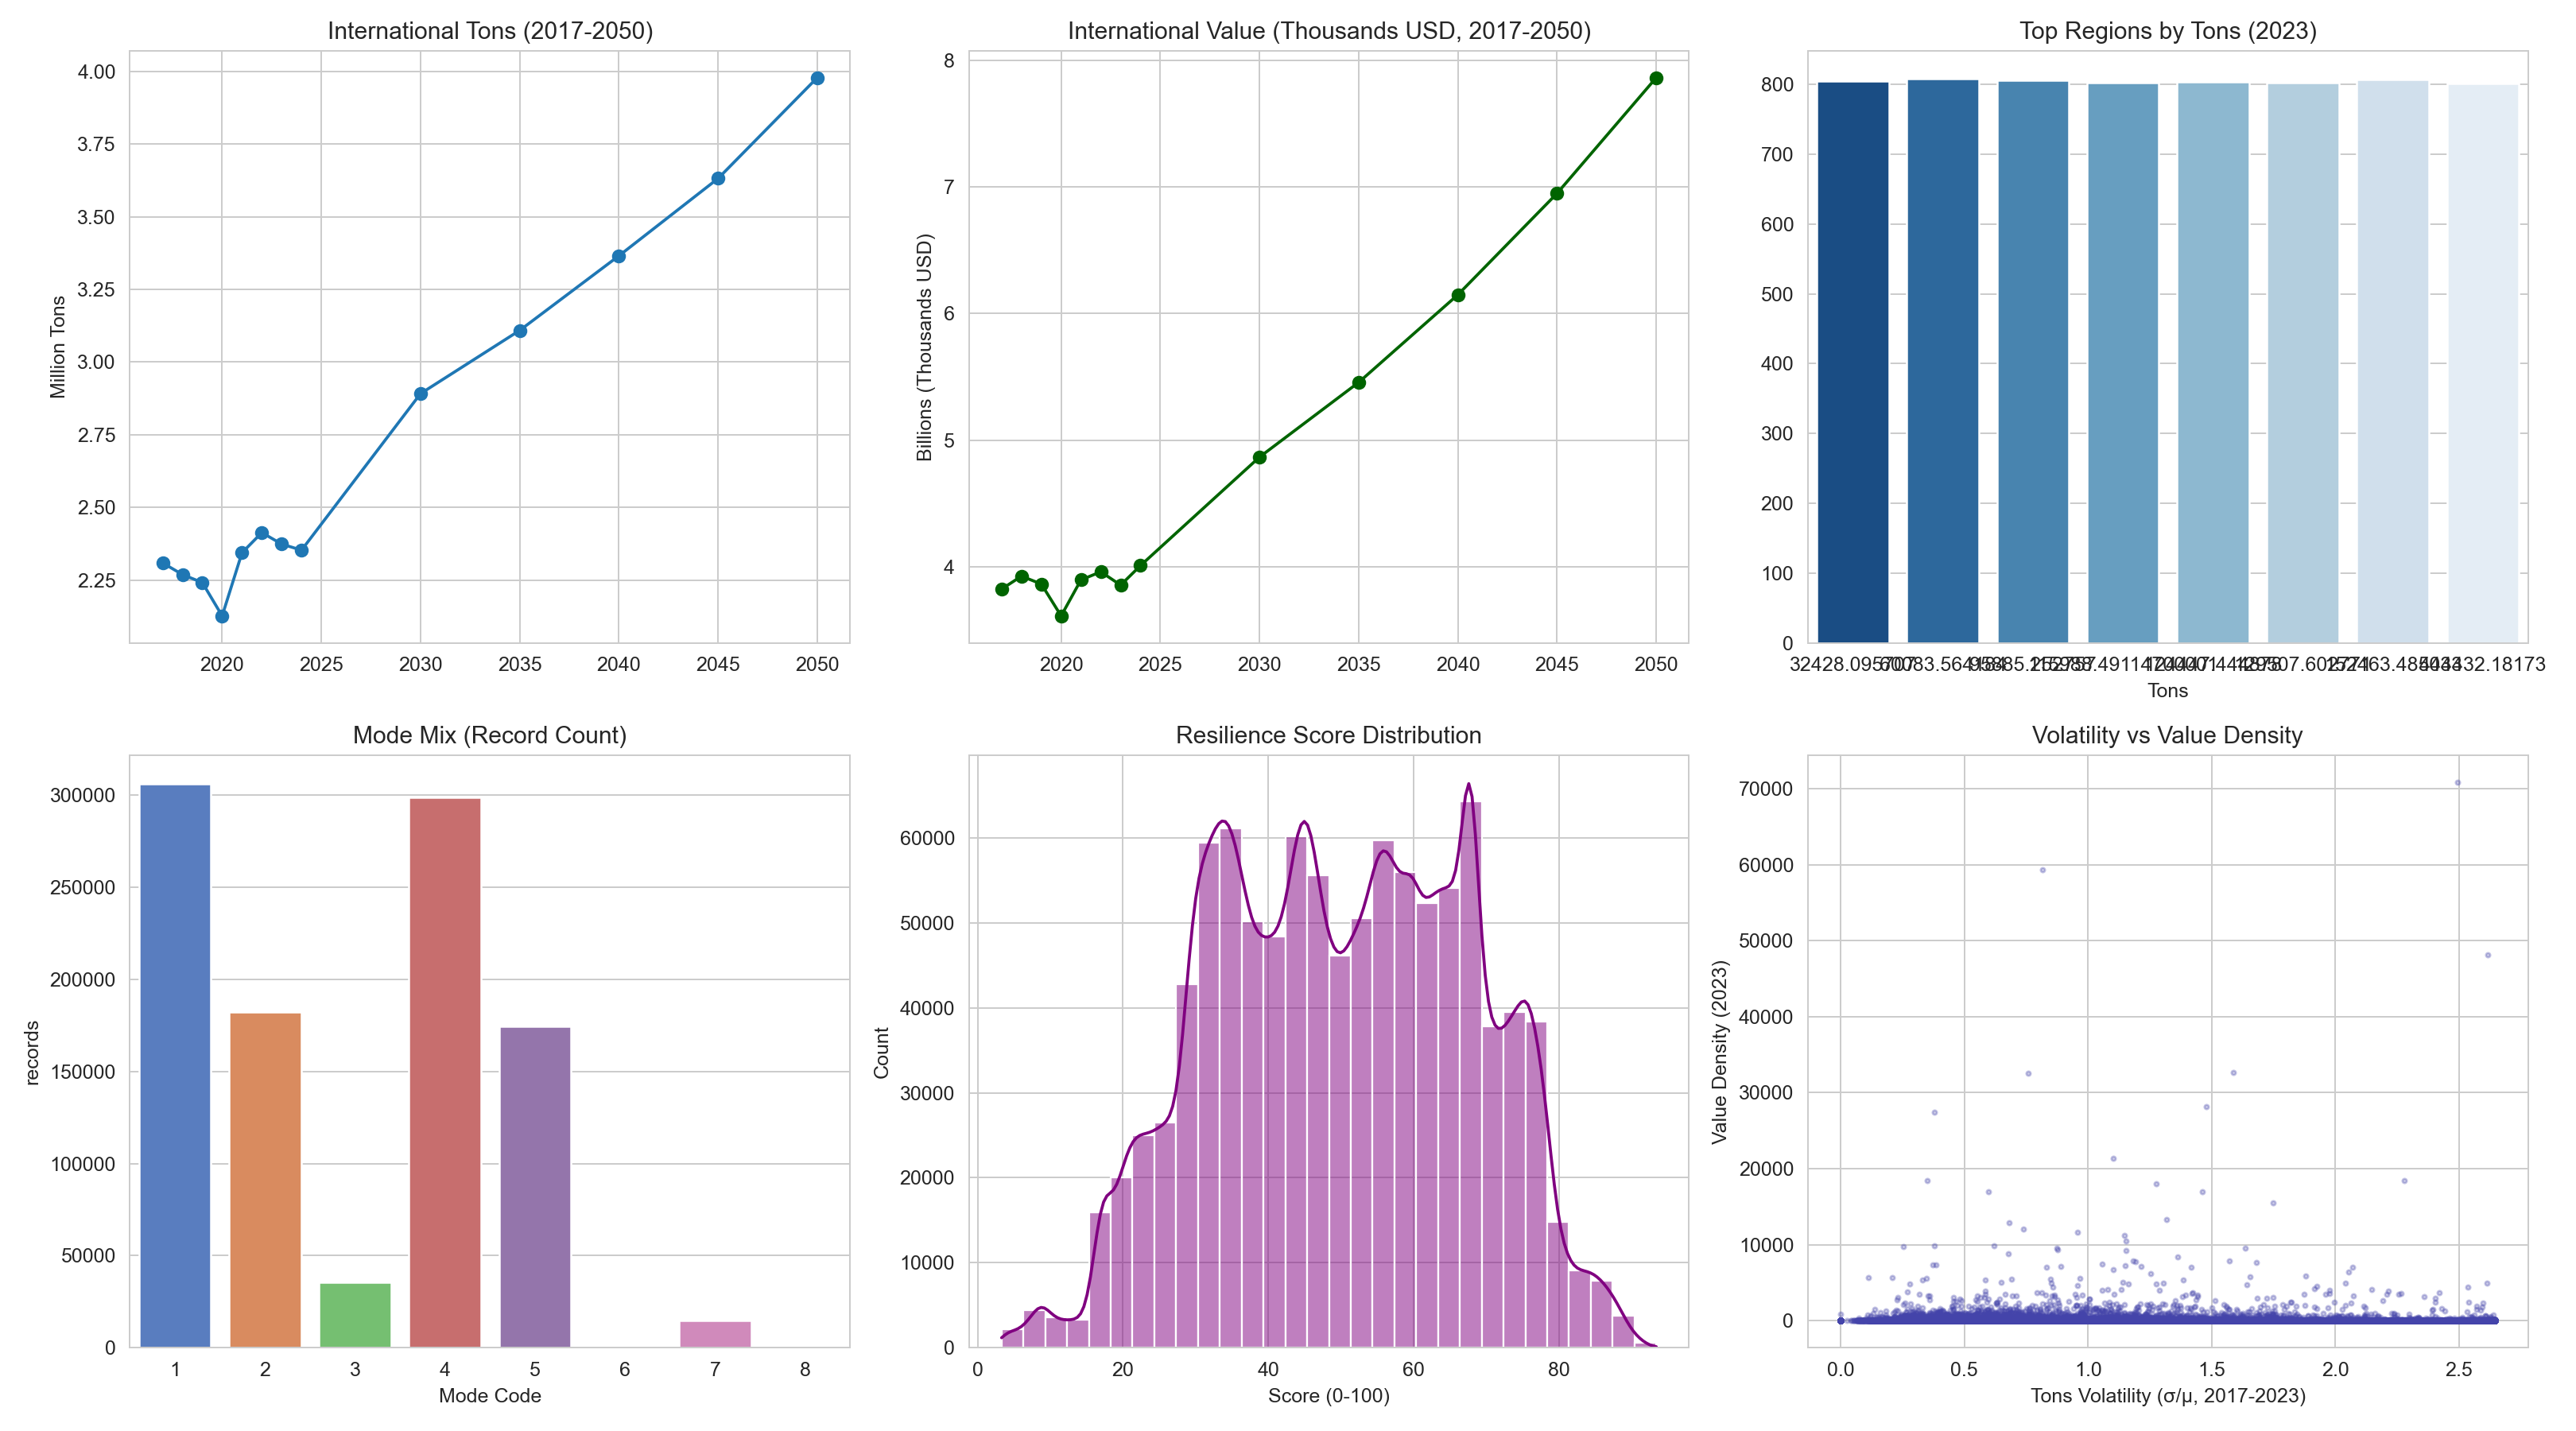 International Tons (2017-2050)
Million Tons
4.00
3.75
3.50
3.25
3.00
2.75
2.50
2.25
2020 2025 2030 2035 2040 2045 2050
International Value (Thousands USD, 2017-2050)
Billions (Thousands USD)
8
7
6
5
4
2020 2025 2030 2035 2040 2045 2050
Top Regions by Tons (2023)
800
700
600
500
400
300
200
100
0
Tons
Mode Mix (Record Count)
records
300000
250000
200000
150000
100000
50000
0
1 2 3 4 5 6 7 8
Mode Code
Resilience Score Distribution
Count
60000
50000
40000
30000
20000
10000
0
0 20 40 60 80
Score (0-100)
Volatility vs Value Density
Value Density (2023)
70000
60000
50000
40000
30000
20000
10000
0
0.0 0.5 1.0 1.5 2.0 2.5
Tons Volatility (σ/μ, 2017-2023)